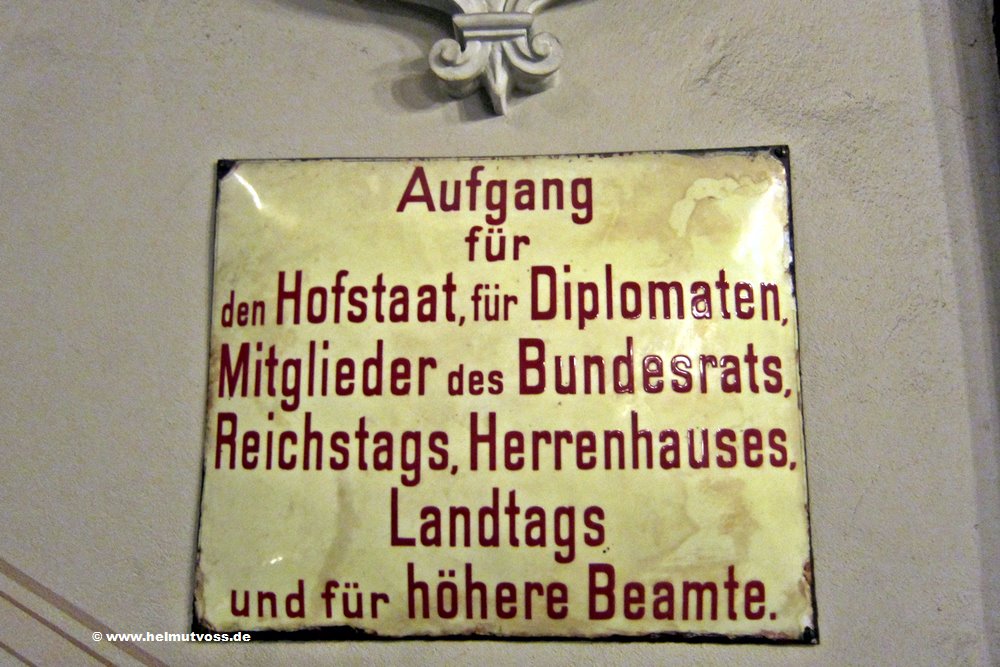 Aufgang
für
den Hofstaat, für Diplomaten,
Mitglieder des Bundesrats,
Reichstags, Herrenhauses,
Landtags
und für höhere Beamte.
© www.helmutvoss.de